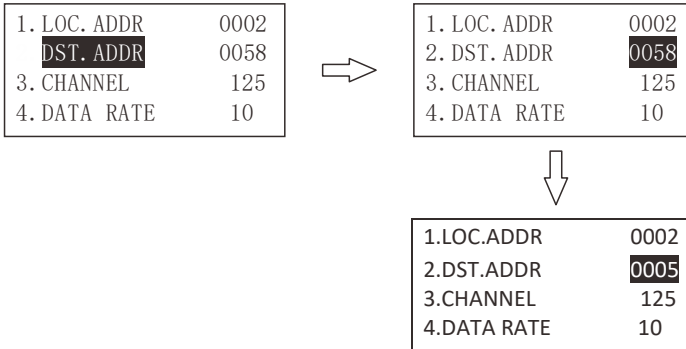 1. LOC. ADDR 0002
DST. ADDR 0058
3. CHANNEL 125
4. DATA RATE 10
1. LOC. ADDR 0002
2. DST. ADDR 0058
3. CHANNEL 125
4. DATA RATE 10
1.LOC.ADDR 0002
2.DST.ADDR 0005
3.CHANNEL 125
4.DATA RATE 10